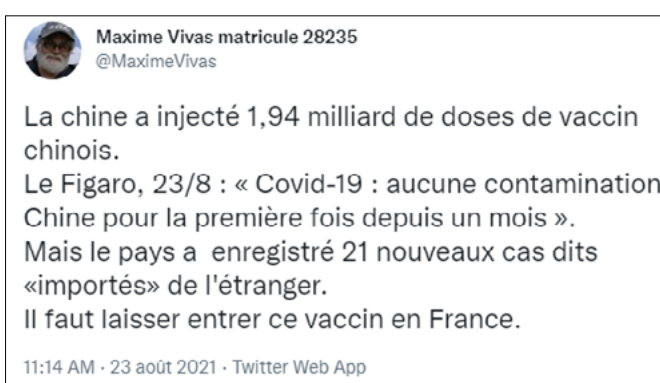 Maxime Vivas matricule 28235
@MaximeVivas
La chine a injecté 1,94 milliard de doses de vaccin
chinois.
Le Figaro, 23/8 : « Covid-19 : aucune contamination
Chine pour la première fois depuis un mois ».
Mais le pays a enregistré 21 nouveaux cas dits
«importés» de l'étranger.
Il faut laisser entrer ce vaccin en France.
11:14 AM · 23 août 2021 · Twitter Web App